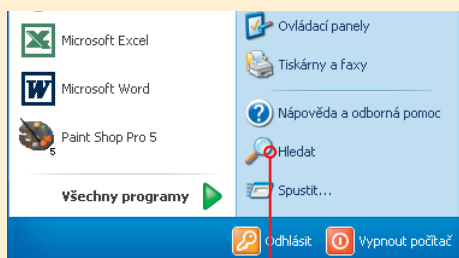 Microsoft Excel
Microsoft Word
Paint Shop Pro 5
5
Všechny programy
Ovládací panely
Tiskárny a faxy
Nápověda a odborná pomoc
Hledat
Spustit...
Odhlásit
Vypnout počítač